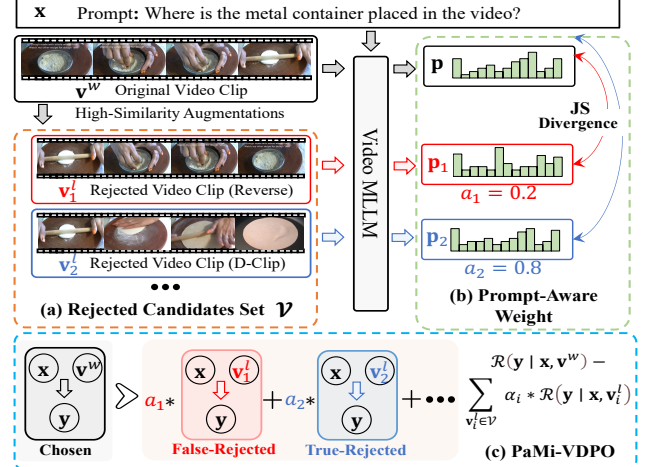 x Prompt: Where is the metal container placed in the video?
v^w Original Video Clip
High-Similarity Augmentations
v_1^l Rejected Video Clip (Reverse)
v_2^l Rejected Video Clip (D-Clip)
•••
(a) Rejected Candidates Set 𝒱
Video MLLM
p
JS
Divergence
p_1
a_1 = 0.2
p_2
a_2 = 0.8
(b) Prompt-Aware
Weight
x v^w
y
Chosen
a_1*
x v_1^l
y
False-Rejected
+ a_2*
x v_2^l
y
True-Rejected
+ •••
ℛ(y | x, v^w) −
∑ α_i * ℛ(y | x, v_i^l)
v_i^l∈𝒱
(c) PaMi-VDPO